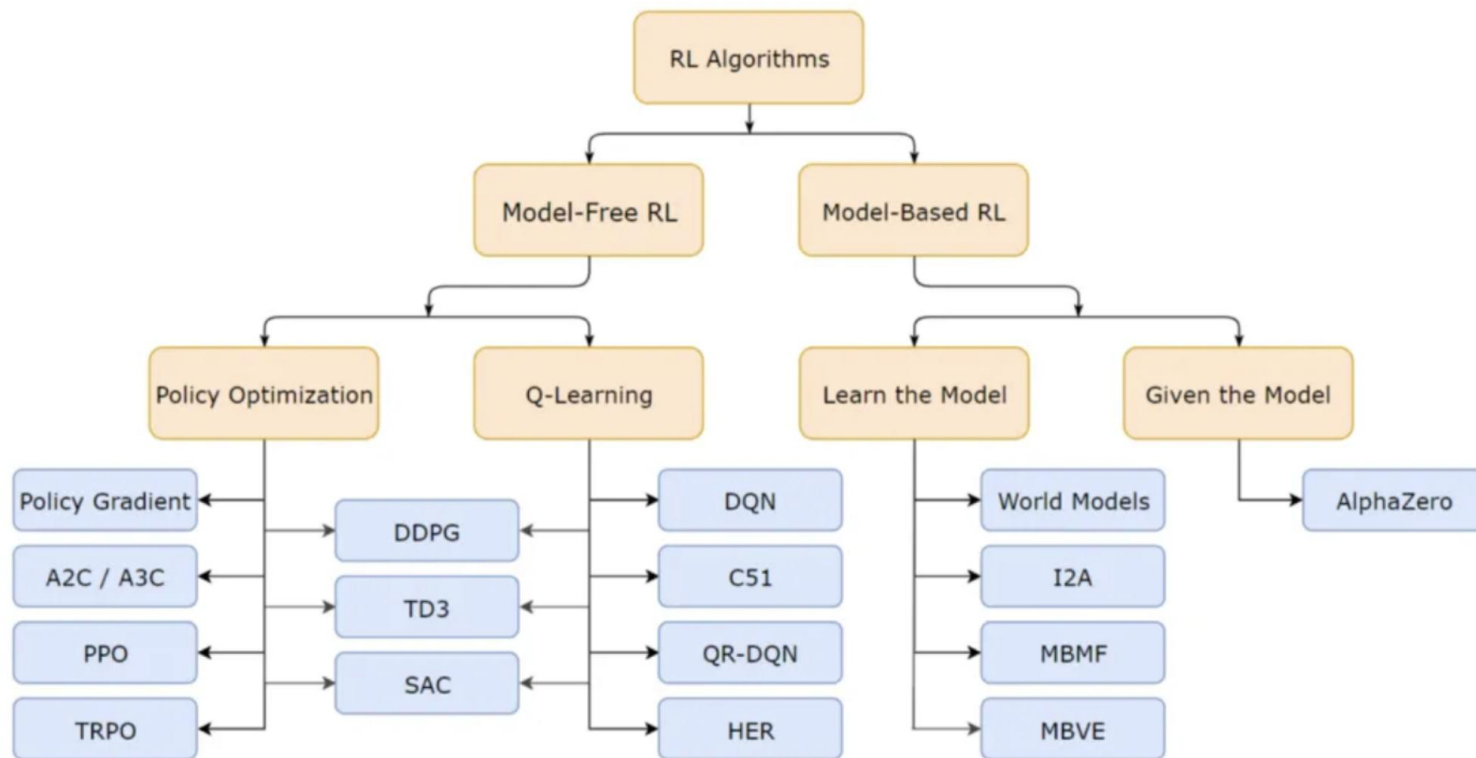 RL Algorithms
Model-Free RL
Model-Based RL
Policy Optimization
Q-Learning
Learn the Model
Given the Model
Policy Gradient
DDPG
DQN
World Models
AlphaZero
A2C / A3C
TD3
C51
I2A
PPO
SAC
QR-DQN
MBMF
TRPO
HER
MBVE